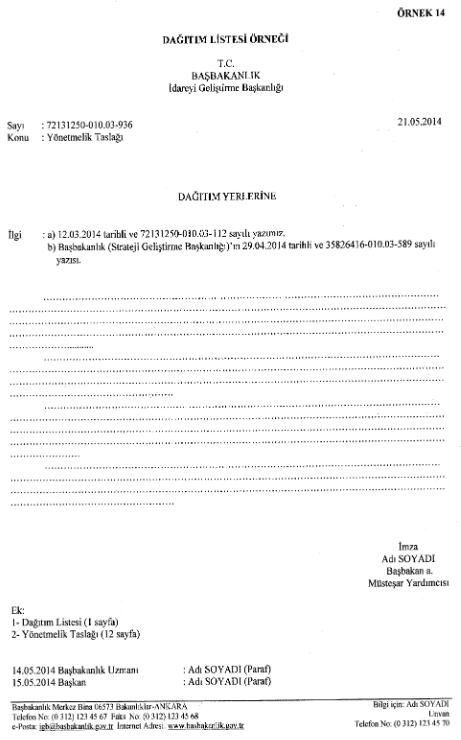 ÖRNEK 14
DAĞITIM LİSTESİ ÖRNEĞİ
T.C.
BAŞBAKANLIK
İdareyi Geliştirme Başkanlığı
Sayı : 72131250-010.03-936 21.05.2014
Konu : Yönetmelik Taslağı
DAĞITIM YERLERİNE
İlgi : a) 12.03.2014 tarihli ve 72131250-010.03-112 sayılı yazımız.
b) Başbakanlık (Strateji Geliştirme Başkanlığı)'ın 29.04.2014 tarihli ve 35826416-010.03-589 sayılı
yazısı.
İmza
Adı SOYADI
Başbakan a.
Müsteşar Yardımcısı
Ek:
1- Dağıtım Listesi (1 sayfa)
2- Yönetmelik Taslağı (12 sayfa)
14.05.2014 Başbakanlık Uzmanı : Adı SOYADI (Paraf)
15.05.2014 Başkan : Adı SOYADI (Paraf)
Başbakanlık Merkez Bina 06573 Bakanlıklar-ANKARA Bilgi için: Adı SOYADI
Telefon No: (0 312) 123 45 67 Faks No: (0 312) 123 45 68 Unvan
e-Posta: igb@basbakanlik.gov.tr İnternet Adresi: www.basbakanlik.gov.tr Telefon No: (0 312) 123 45 70